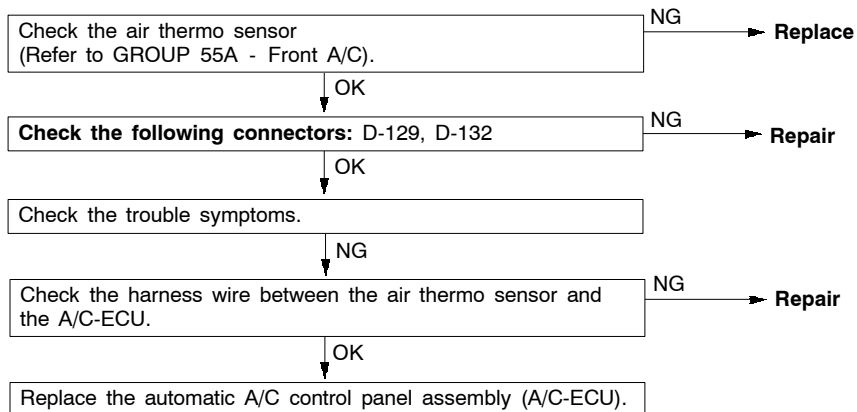 Check the air thermo sensor
(Refer to GROUP 55A - Front A/C).
NG
Replace
OK
Check the following connectors: D-129, D-132
NG
Repair
OK
Check the trouble symptoms.
NG
Check the harness wire between the air thermo sensor and
the A/C-ECU.
NG
Repair
OK
Replace the automatic A/C control panel assembly (A/C-ECU).